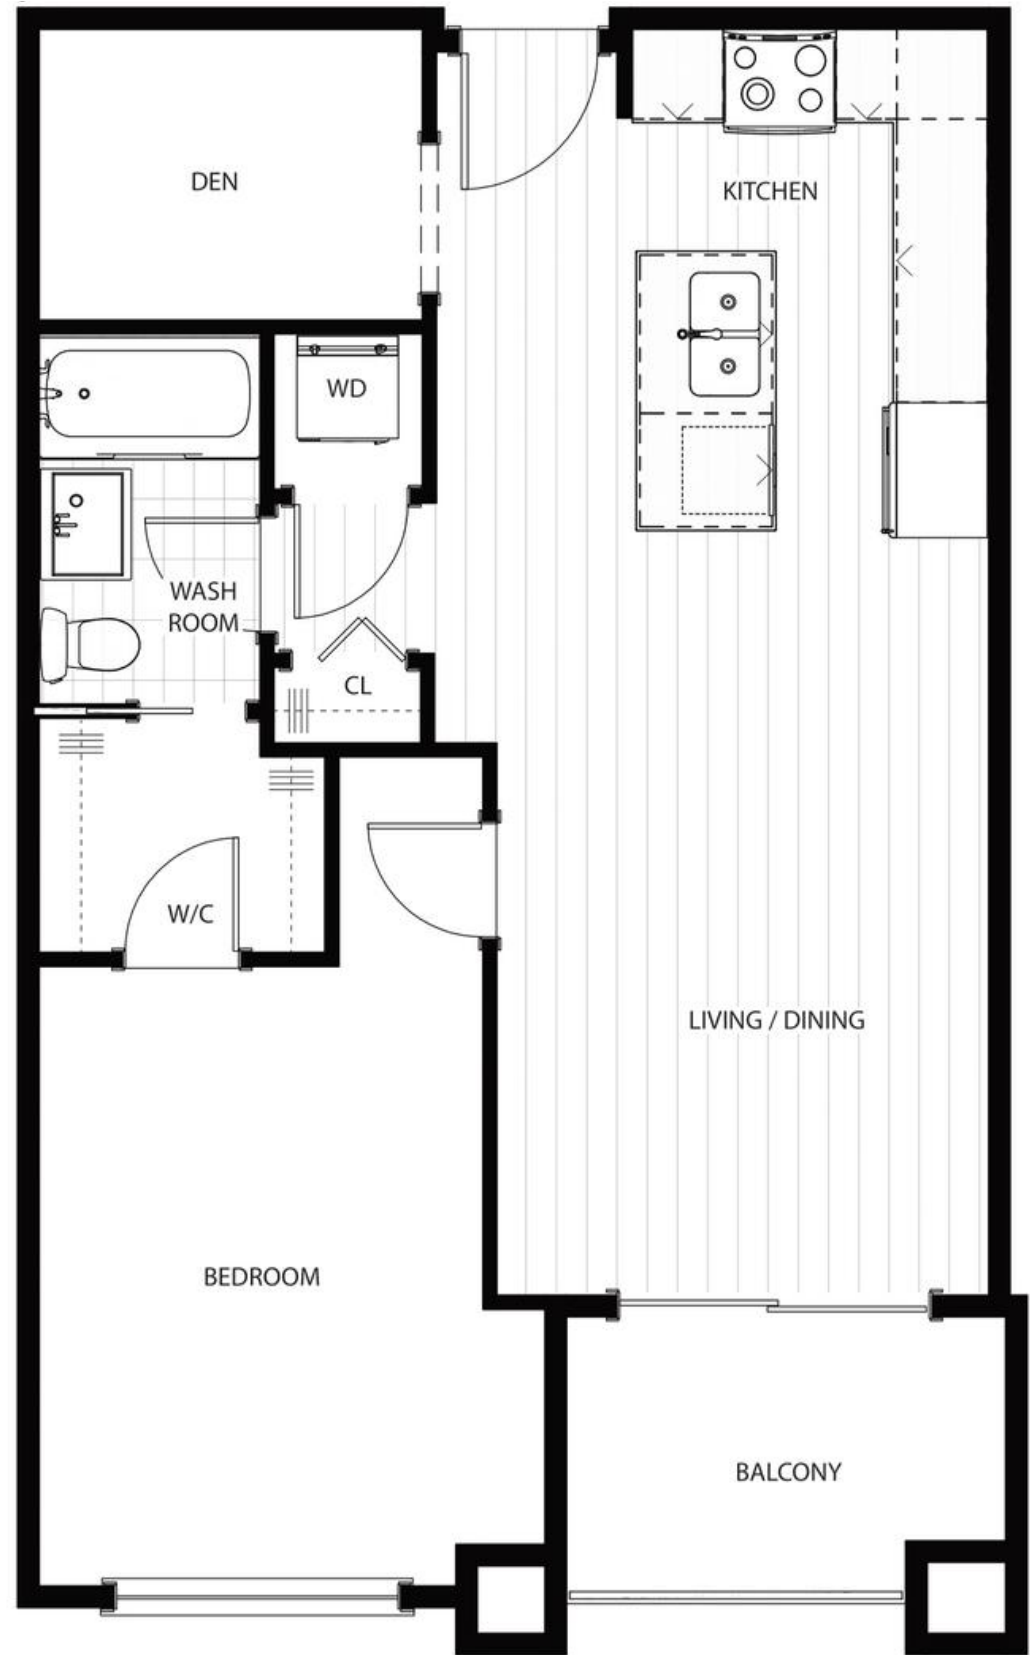 DEN
KITCHEN
WD
WASH
ROOM
CL
W/C
LIVING / DINING
BEDROOM
BALCONY